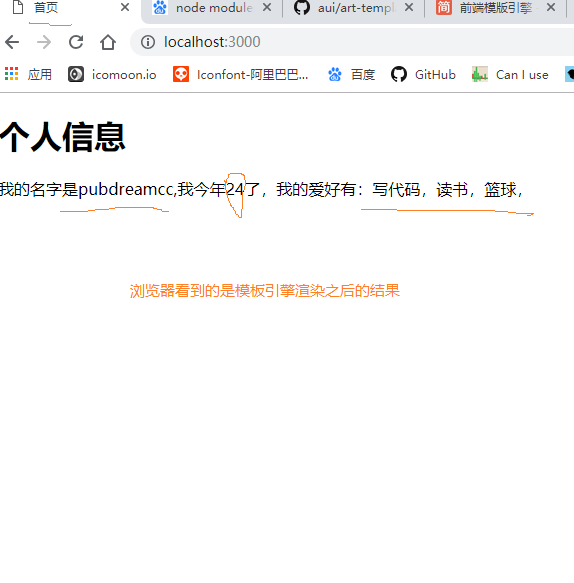 首页
node module
aui/art-templ
前端模版引擎
localhost:3000
应用
icomoon.io
Iconfont-阿里巴巴...
百度
GitHub
Can I use
个人信息
我的名字是pubdreamcc,我今年24了，我的爱好有：写代码，读书，篮球，
浏览器看到的是模板引擎渲染之后的结果